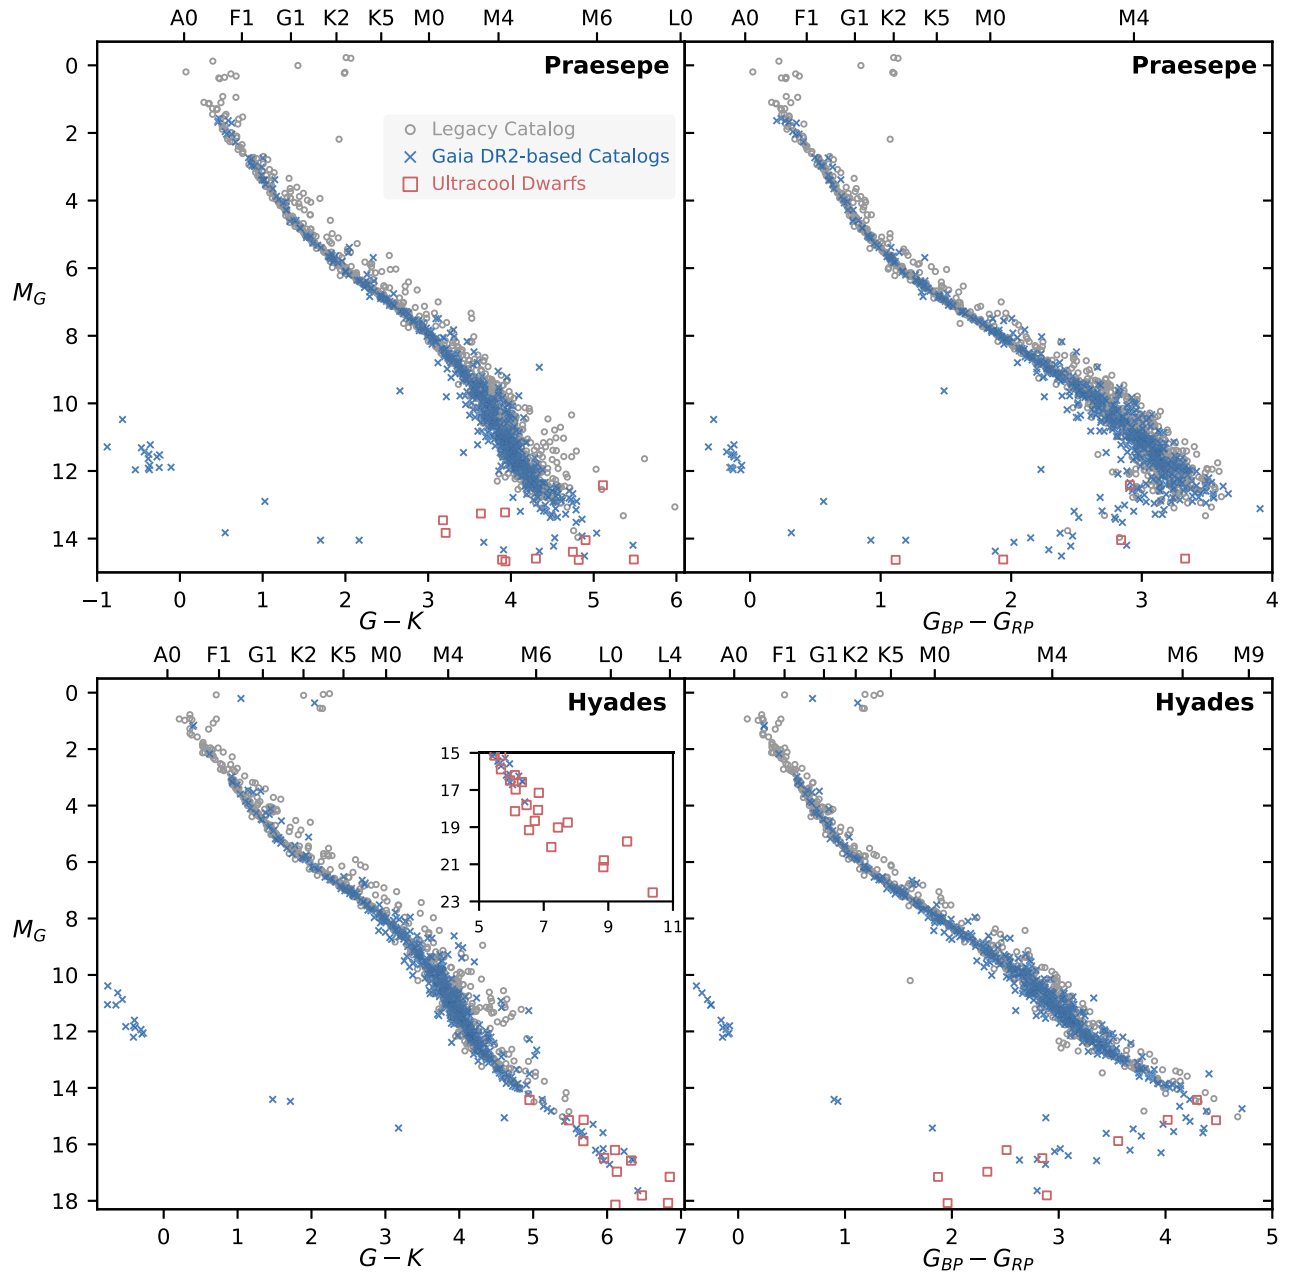 A0 F1 G1 K2 K5 M0 M4 M6 L0
A0 F1 G1 K2 K5 M0 M4
Praesepe
Praesepe
Legacy Catalog
Gaia DR2-based Catalogs
Ultracool Dwarfs
0
2
4
6
8
10
12
14
M_G
−1 0 1 2 3 4 5 6
0 1 2 3 4
G − K
G_BP − G_RP
A0 F1 G1 K2 K5 M0 M4 M6 L0 L4
A0 F1 G1 K2 K5 M0 M4 M6 M9
Hyades
Hyades
15
17
19
21
23
5 7 9 11
0
2
4
6
8
10
12
14
16
18
M_G
0 1 2 3 4 5 6 7
0 1 2 3 4 5
G − K
G_BP − G_RP